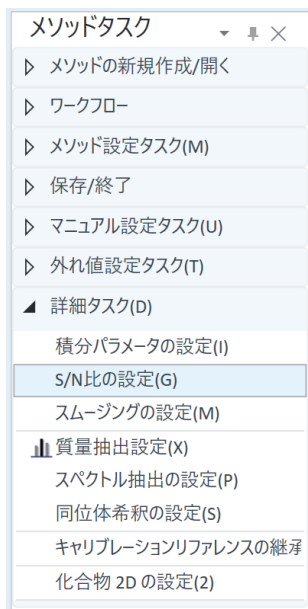 メソッドタスク
メソッドの新規作成/開く
ワークフロー
メソッド設定タスク(M)
保存/終了
マニュアル設定タスク(U)
外れ値設定タスク(T)
詳細タスク(D)
積分パラメータの設定(I)
S/N比の設定(G)
スムージングの設定(M)
質量抽出設定(X)
スペクトル抽出の設定(P)
同位体希釈の設定(S)
キャリブレーションリファレンスの継承
化合物 2D の設定(2)